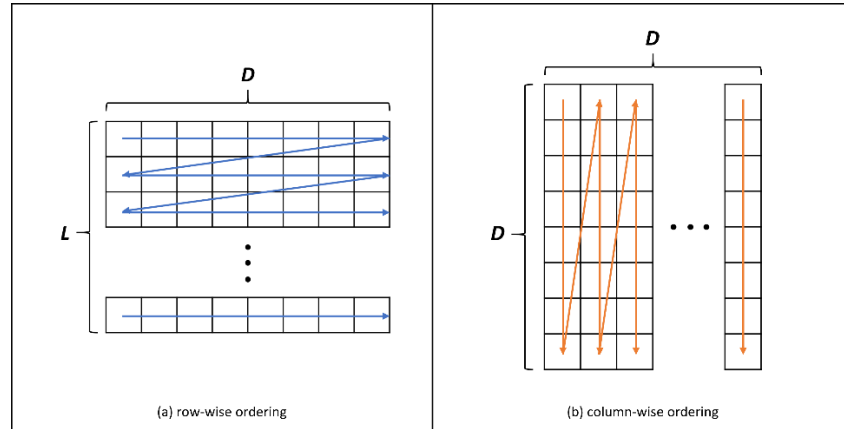 D
L
(a) row-wise ordering
D
D
(b) column-wise ordering